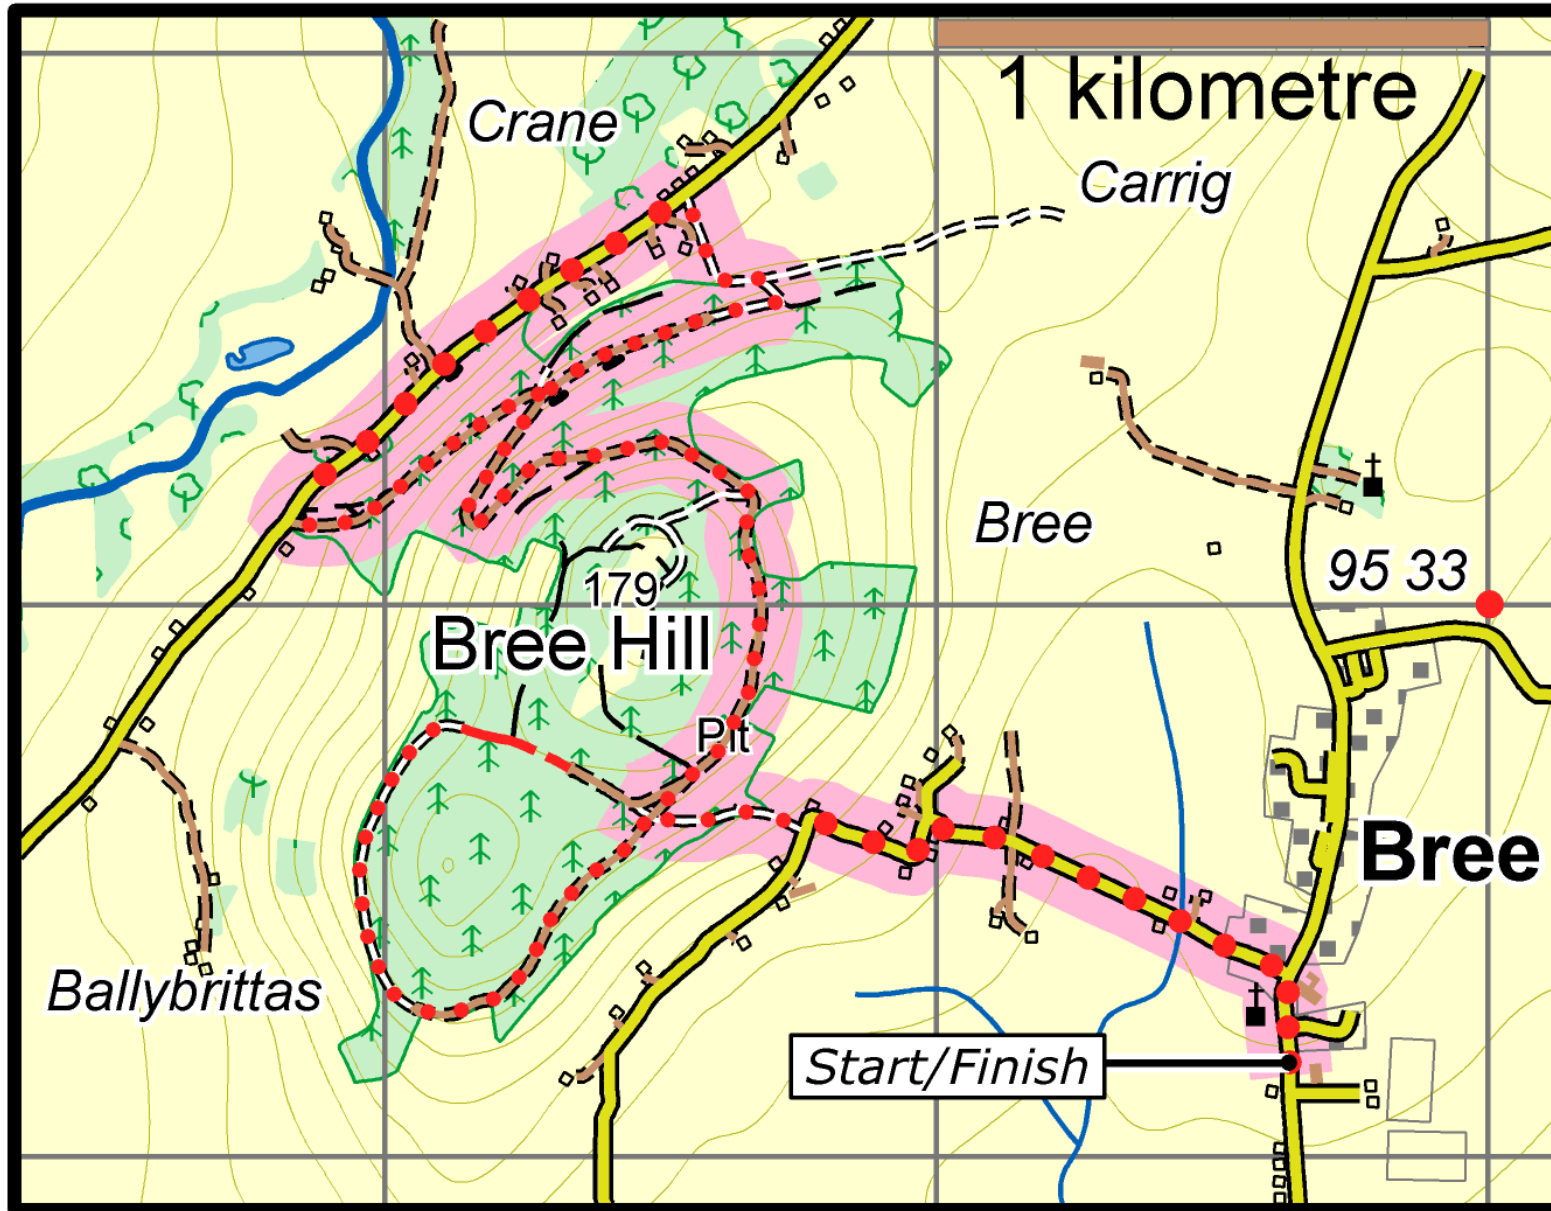 1 kilometre
Crane
Carrig
Bree
95 33
179
Bree Hill
Pit
Bree
Ballybrittas
Start/Finish